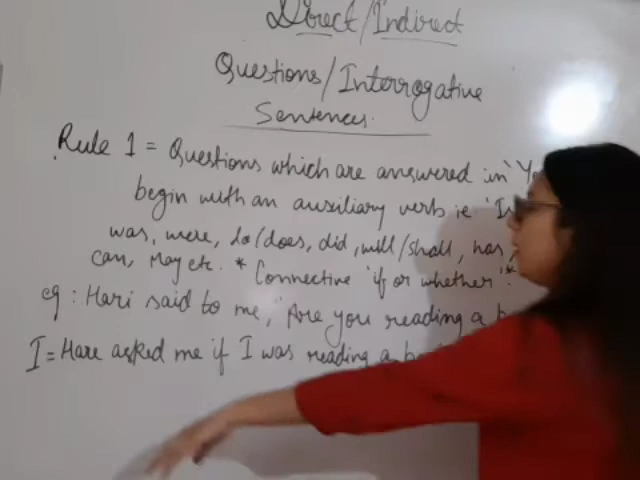 Direct/Indirect
Questions/Interrogative
Sentences.
Rule 1 = Questions which are answered in
begin with an auxiliary verb ie
was, were, do/does, did, will/shall, has,
can, May etc. * Connective 'if or whether'.*
eg : Hari said to me, "Are you reading a
I = Hare asked me if I was reading a